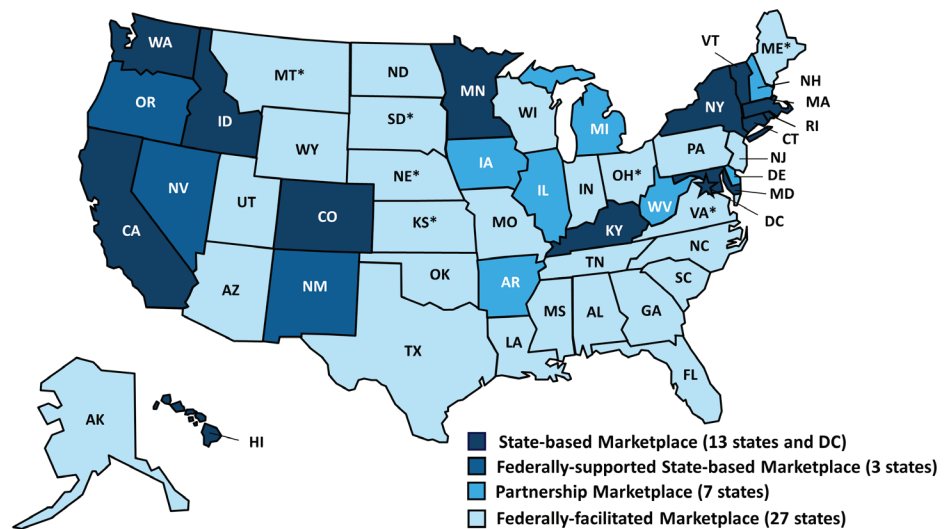 WA
MT*
ND
MN
VT
ME*
NH
MA
RI
CT
OR
ID
WY
SD*
WI
MI
NY
PA
NJ
DE
MD
DC
NV
UT
CO
NE*
IA
IL
IN
OH*
WV
VA*
CA
KS*
MO
KY
NC
AZ
NM
OK
AR
TN
SC
TX
LA
MS
AL
GA
FL
AK
HI
State-based Marketplace (13 states and DC)
Federally-supported State-based Marketplace (3 states)
Partnership Marketplace (7 states)
Federally-facilitated Marketplace (27 states)